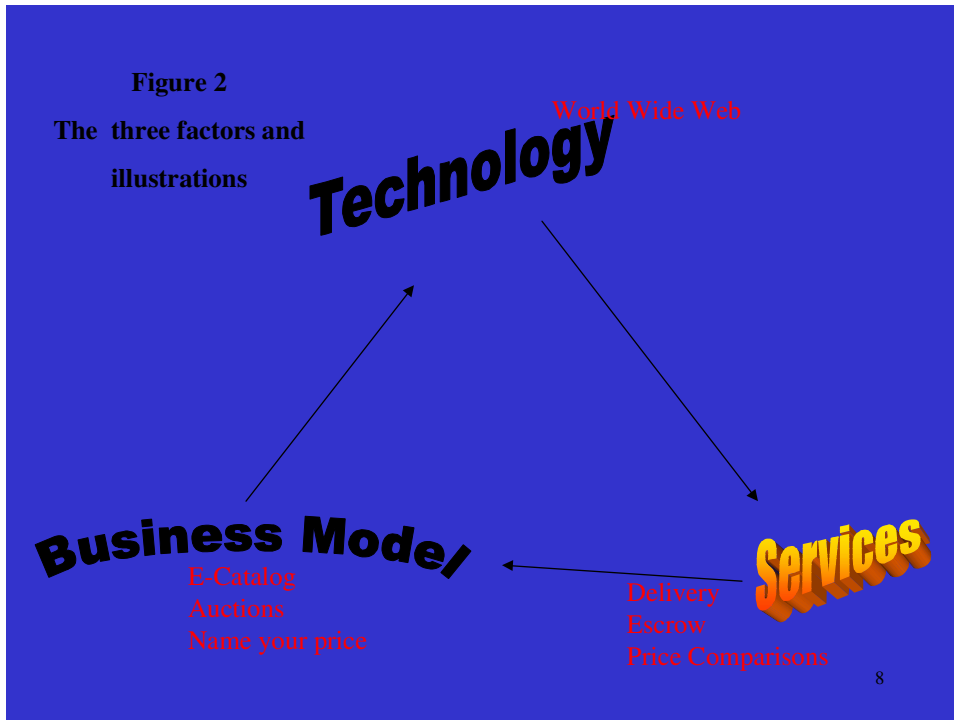 Figure 2
The three factors and
illustrations
World Wide Web
Technology
Business Model
E-Catalog
Auctions
Name your price
Services
Delivery
Escrow
Price Comparisons
8